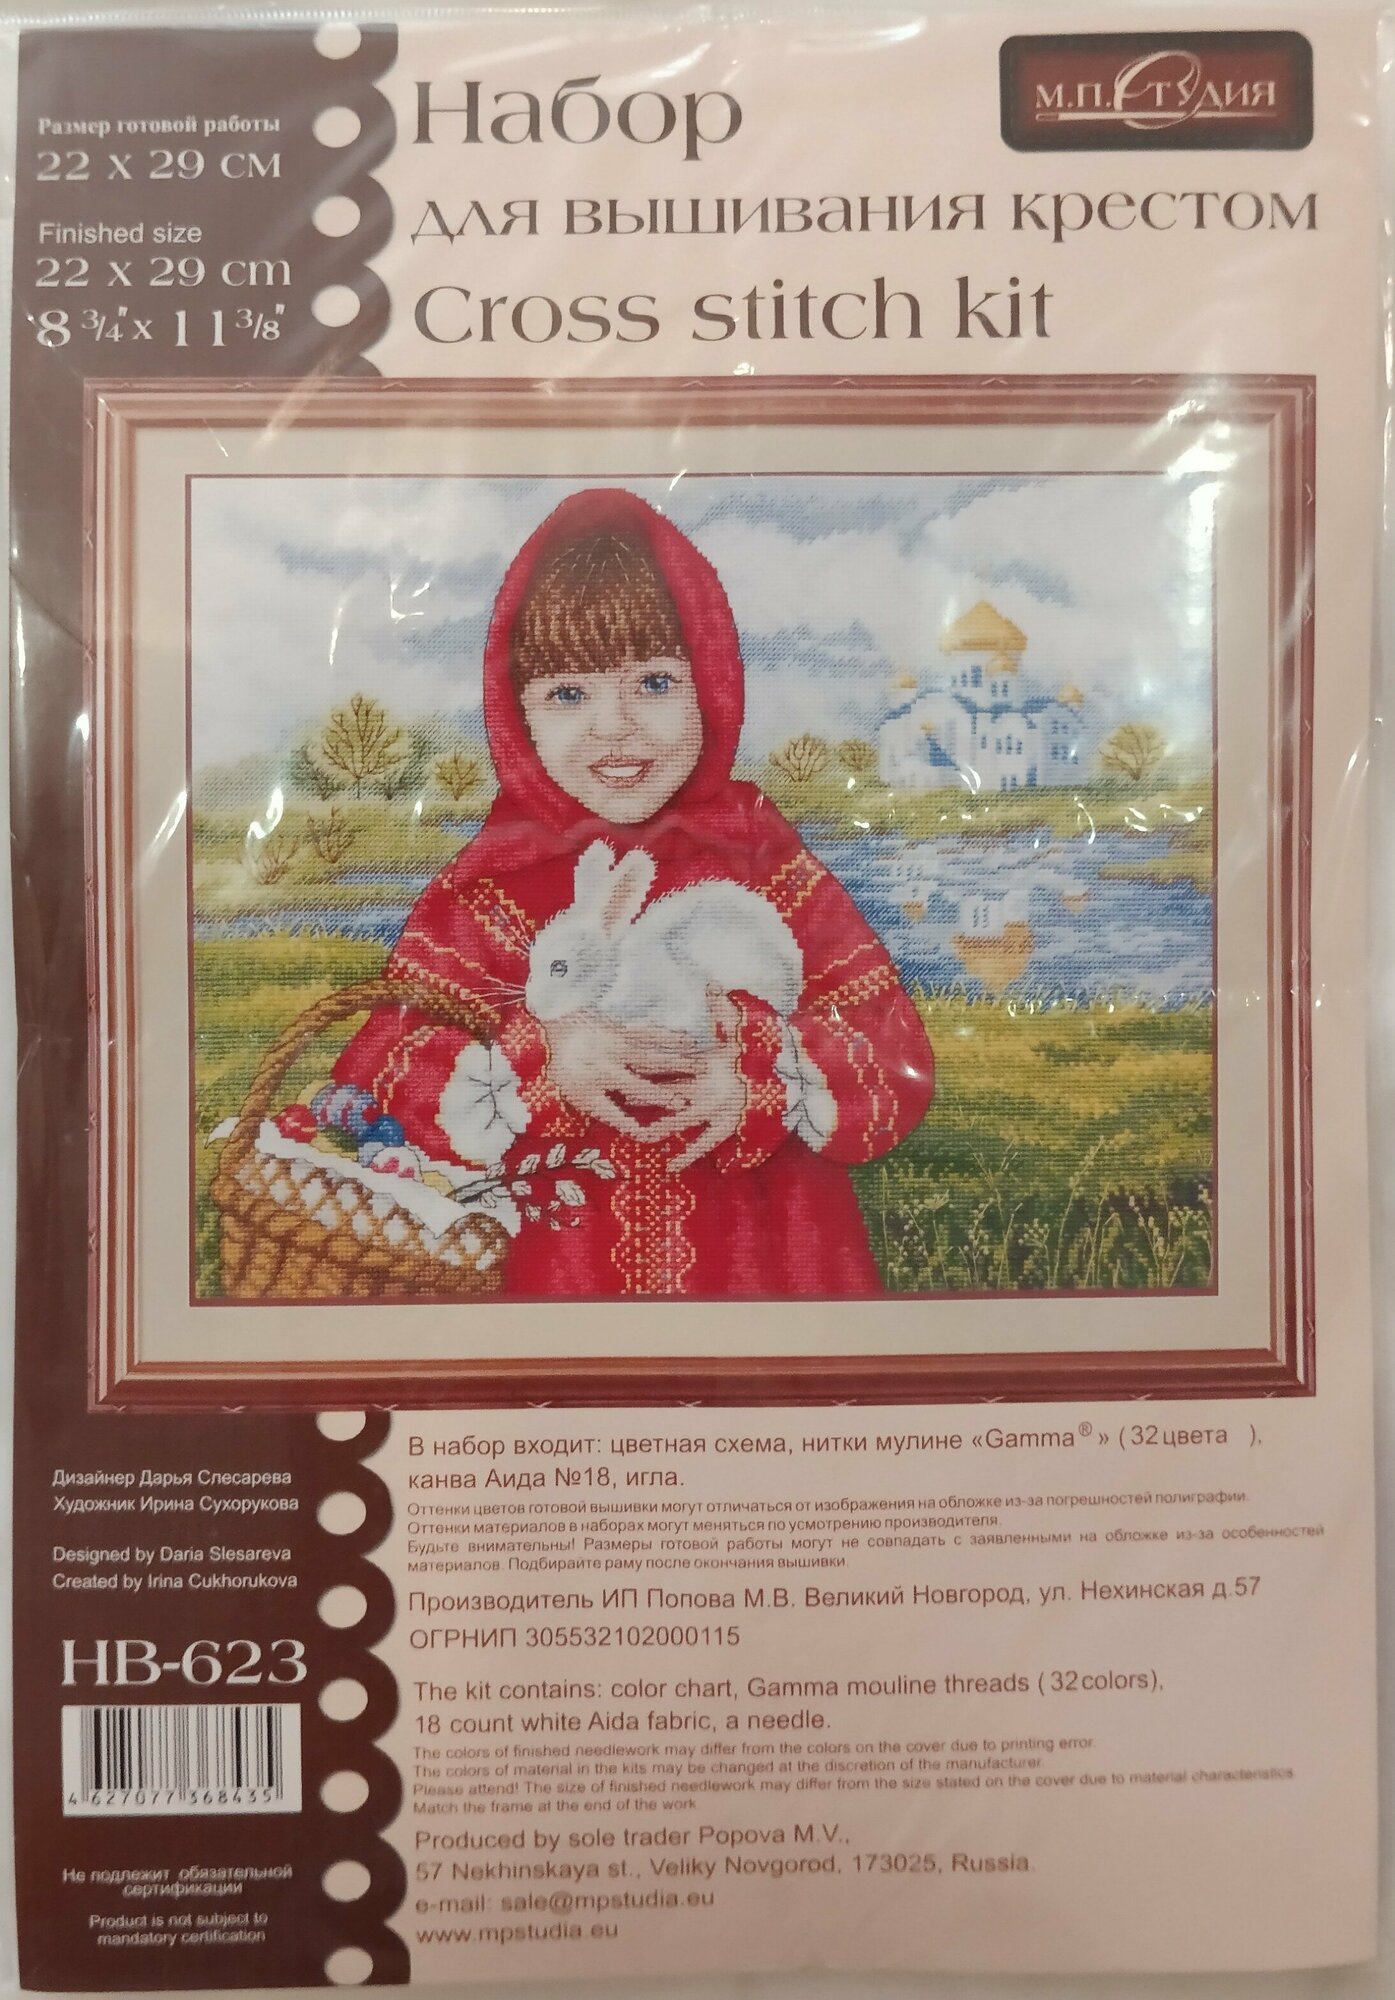 Размер готовой работы
22 x 29 см
Finished size
22 x 29 cm
8 3/4" x 11 3/8"
Набор
для вышивания крестом
Cross stitch kit
М.П.СТУДИЯ
В набор входит: цветная схема, нитки мулине «Gamma®» (32цвета ),
канва Аида №18, игла.
Оттенки цветов готовой вышивки могут отличаться от изображения на обложке из-за погрешностей полиграфии.
Оттенки материалов в наборах могут меняться по усмотрению производителя.
Будьте внимательны! Размеры готовой работы могут не совпадать с заявленными на обложке из-за особенностей
материалов. Подбирайте раму после окончания вышивки.
Производитель ИП Попова М.В. Великий Новгород, ул. Нехинская д.57
ОГРНИП 305532102000115
The kit contains: color chart, Gamma mouline threads (32colors),
18 count white Aida fabric, a needle.
The colors of finished needlework may differ from the colors on the cover due to printing error.
The colors of material in the kits may be changed at the discretion of the manufacturer.
Please attend! The size of finished needlework may differ from the size stated on the cover due to material characteristics.
Match the frame at the end of the work.
Produced by sole trader Popova M.V.,
57 Nekhinskaya st., Veliky Novgorod, 173025, Russia.
e-mail: sale@mpstudia.eu
www.mpstudia.eu
Дизайнер Дарья Слесарева
Художник Ирина Сухорукова
Designed by Daria Slesareva
Created by Irina Cukhorukova
НВ-623
4 627077 368435
Не подлежит обязательной
сертификации
Product is not subject to
mandatory certification